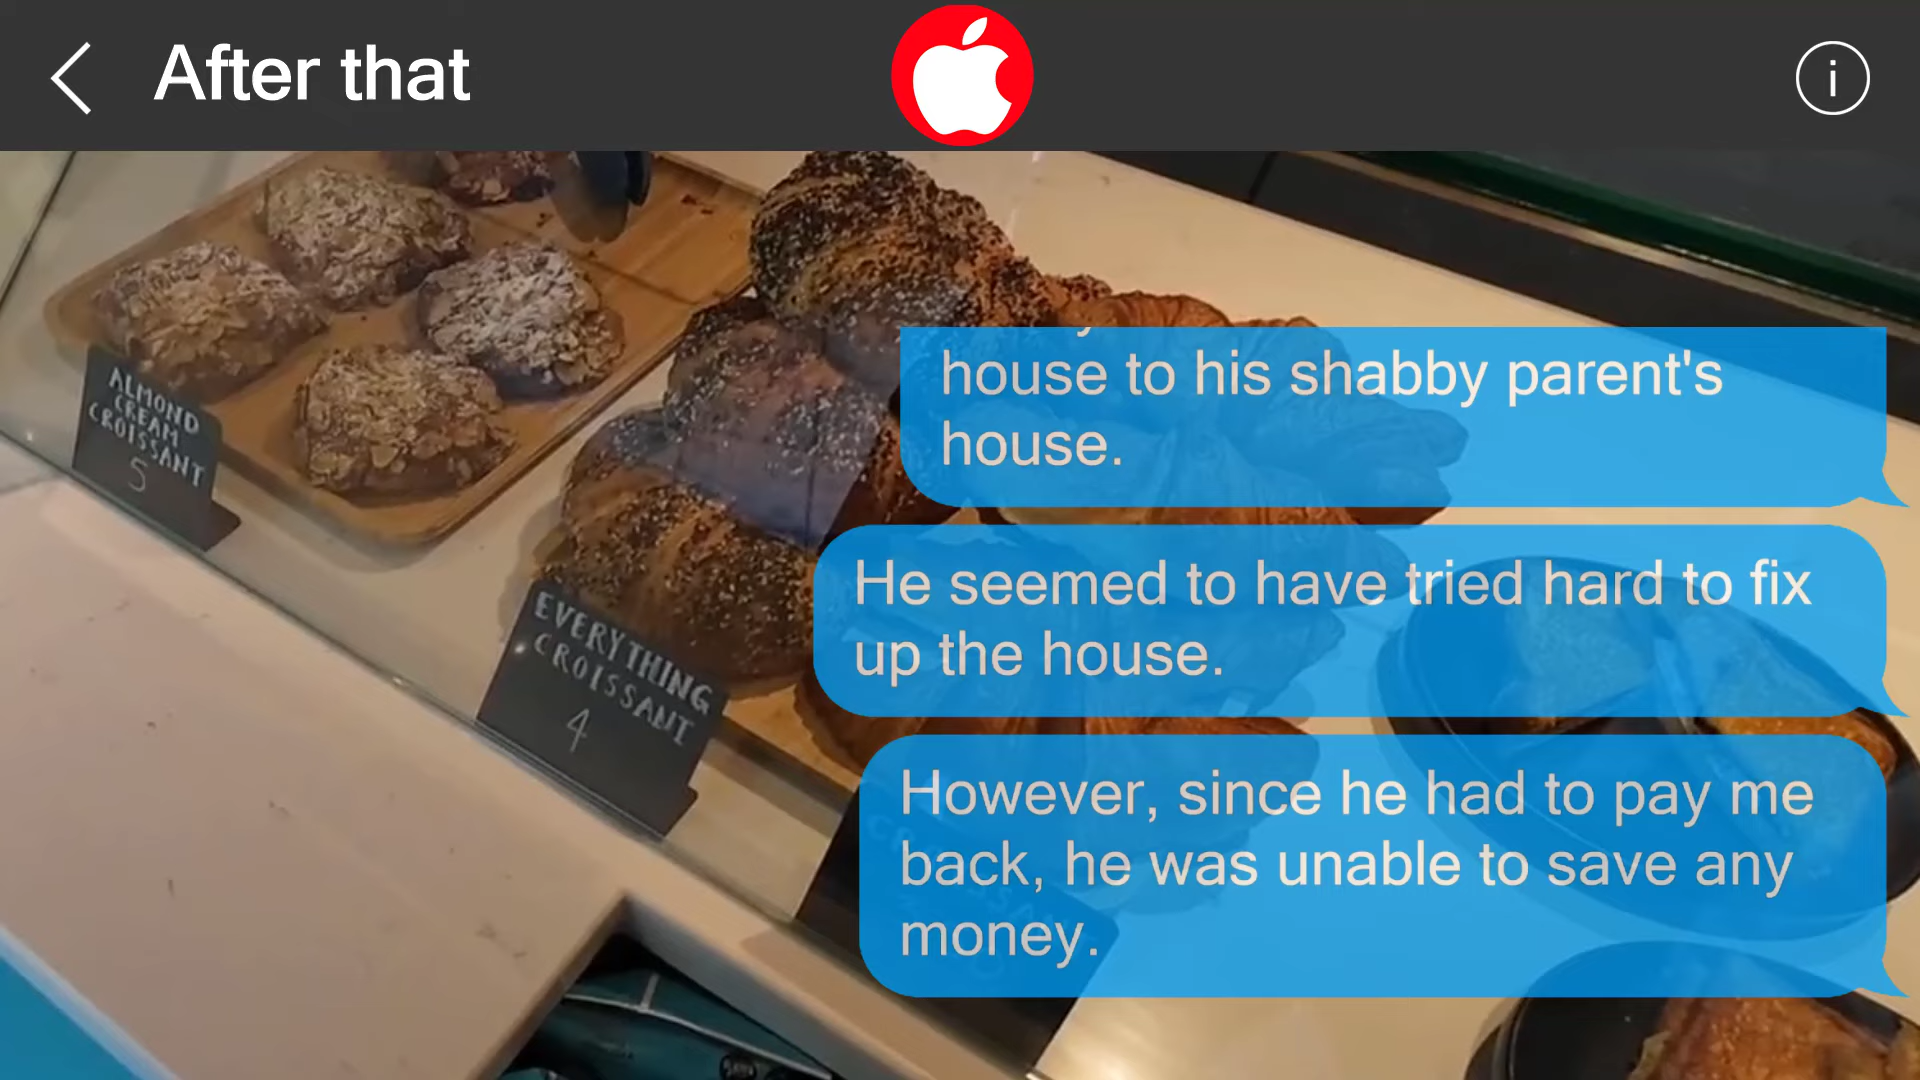 After that
house to his shabby parent's
house.
He seemed to have tried hard to fix
up the house.
However, since he had to pay me
back, he was unable to save any
money.
ALMOND
CREAM
CROISSANT
5
EVERYTHING
CROISSANT
4